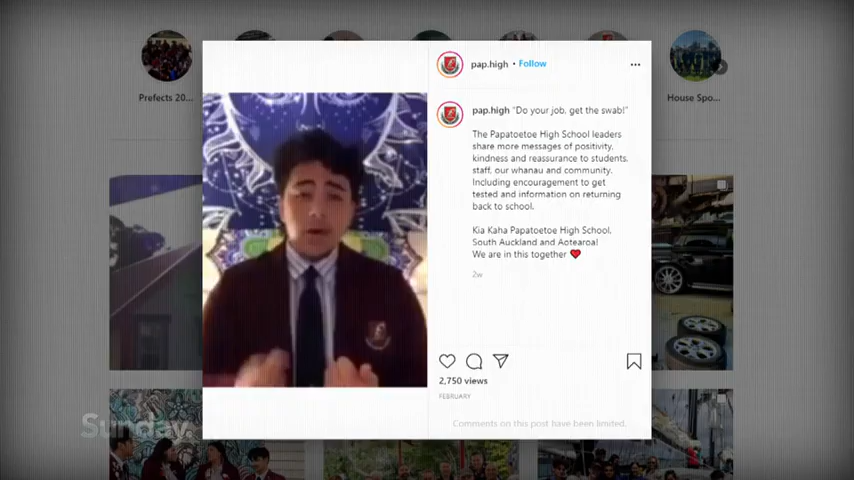 pap.high • Follow
pap.high "Do your job, get the swab!"
The Papatoetoe High School leaders
share more messages of positivity,
kindness and reassurance to students,
staff, our whanau and community.
Including encouragement to get
tested and information on returning
back to school.
Kia Kaha Papatoetoe High School,
South Auckland and Aotearoa!
We are in this together ❤️
2w
2,750 views
FEBRUARY
Comments on this post have been limited.
Prefects 20...
House Spo...
Sunday